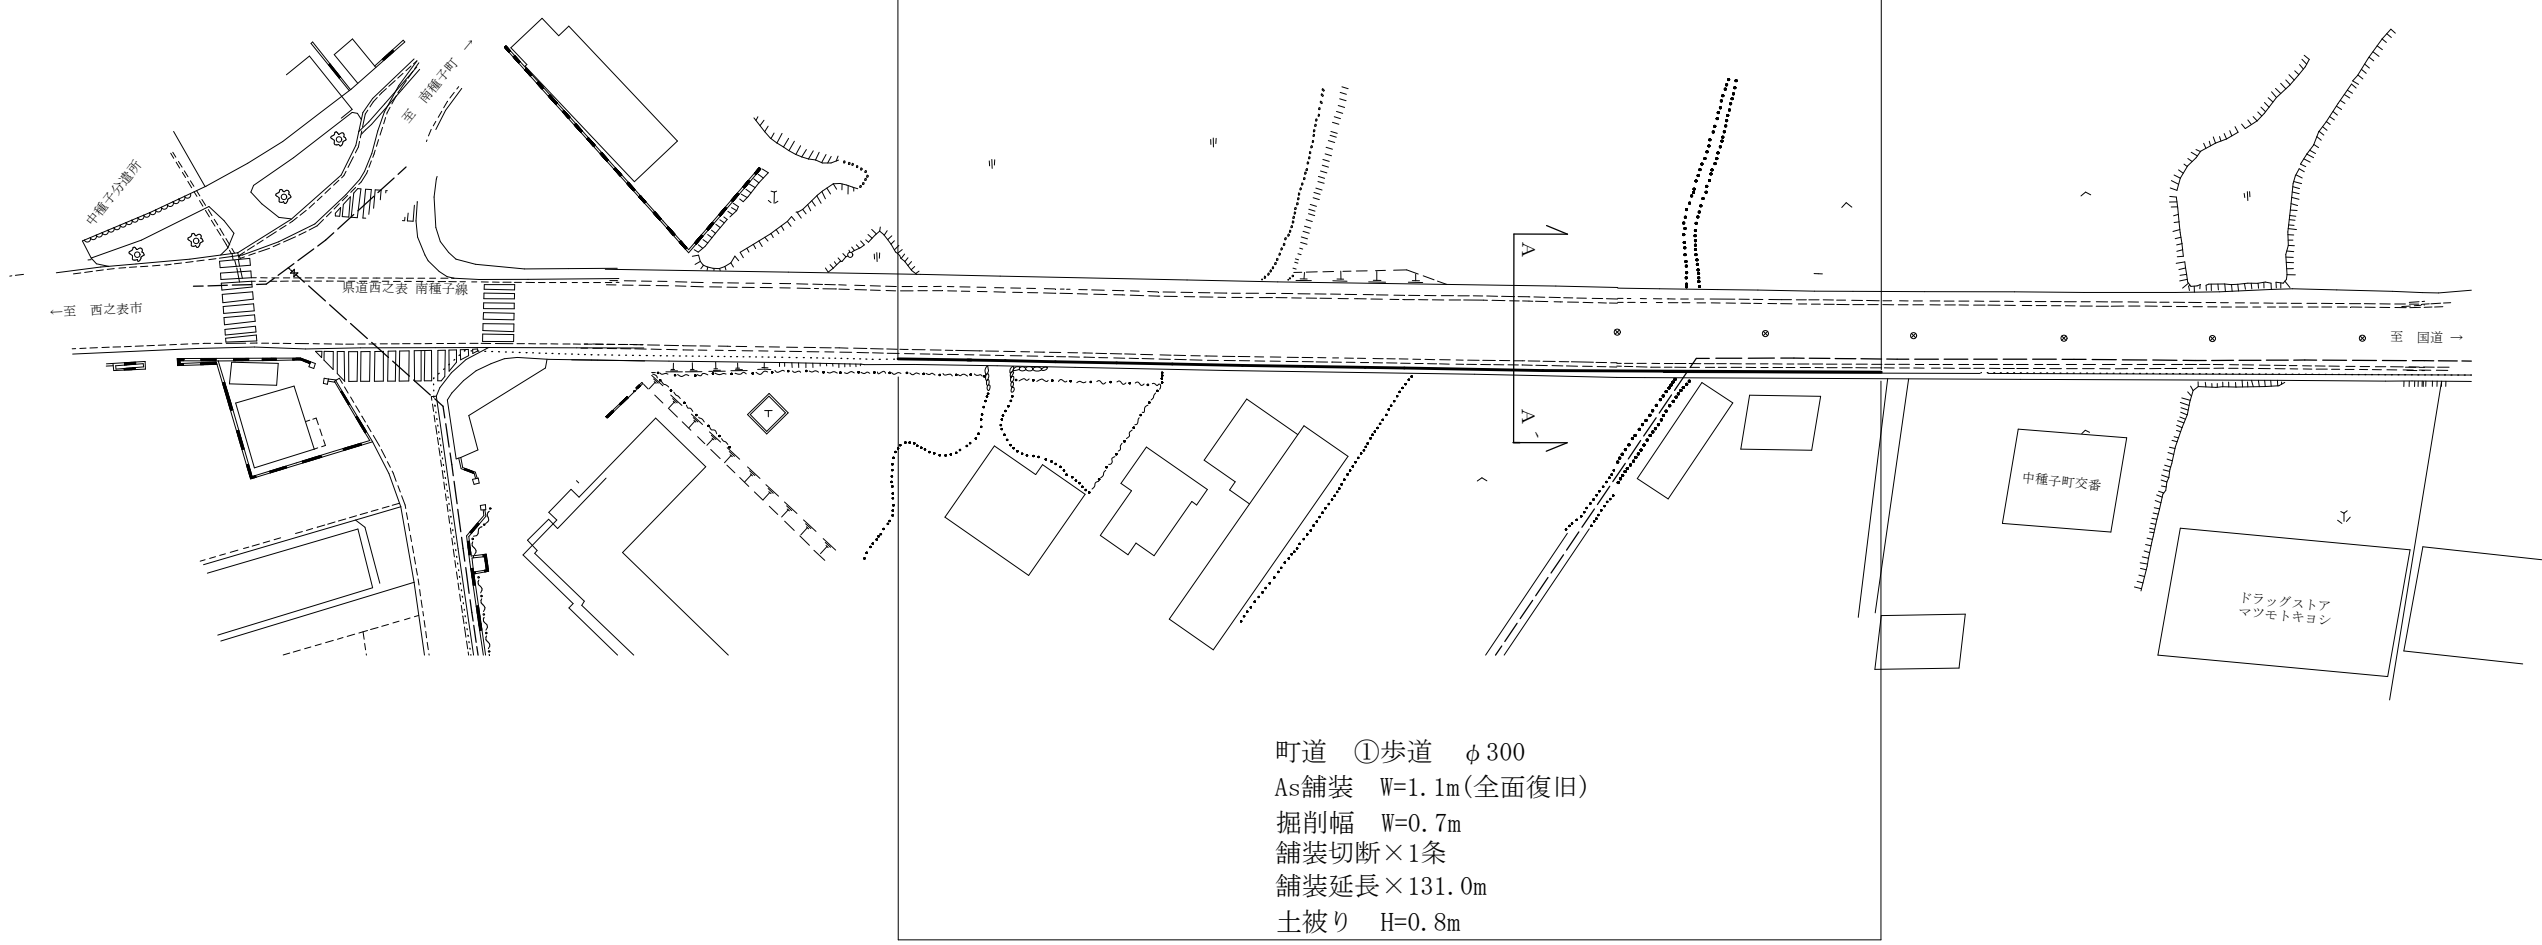 至　南種子町 →
中種子分遣所
県道西之表 南種子線
←至　西之表市
A
至　国道 →
A'
中種子町交番
ドラッグストア
マツモトキヨシ
町道　①歩道　φ300
As舗装　W=1.1m(全面復旧)
掘削幅　W=0.7m
舗装切断×1条
舗装延長×131.0m
土被り　H=0.8m